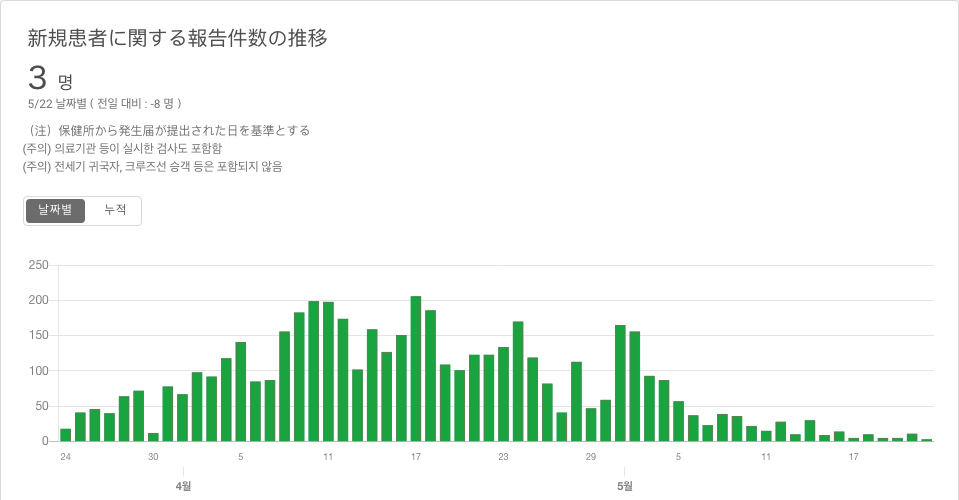 新規患者に関する報告件数の推移
3 명
5/22 날짜별 ( 전일 대비 : -8 명 )
（注）保健所から発生届が提出された日を基準とする
(주의) 의료기관 등이 실시한 검사도 포함함
(주의) 전세기 귀국자, 크루즈선 승객 등은 포함되지 않음
날짜별 누적
250
200
150
100
50
0
24 30 5 11 17 23 29 5 11 17
4월 5월